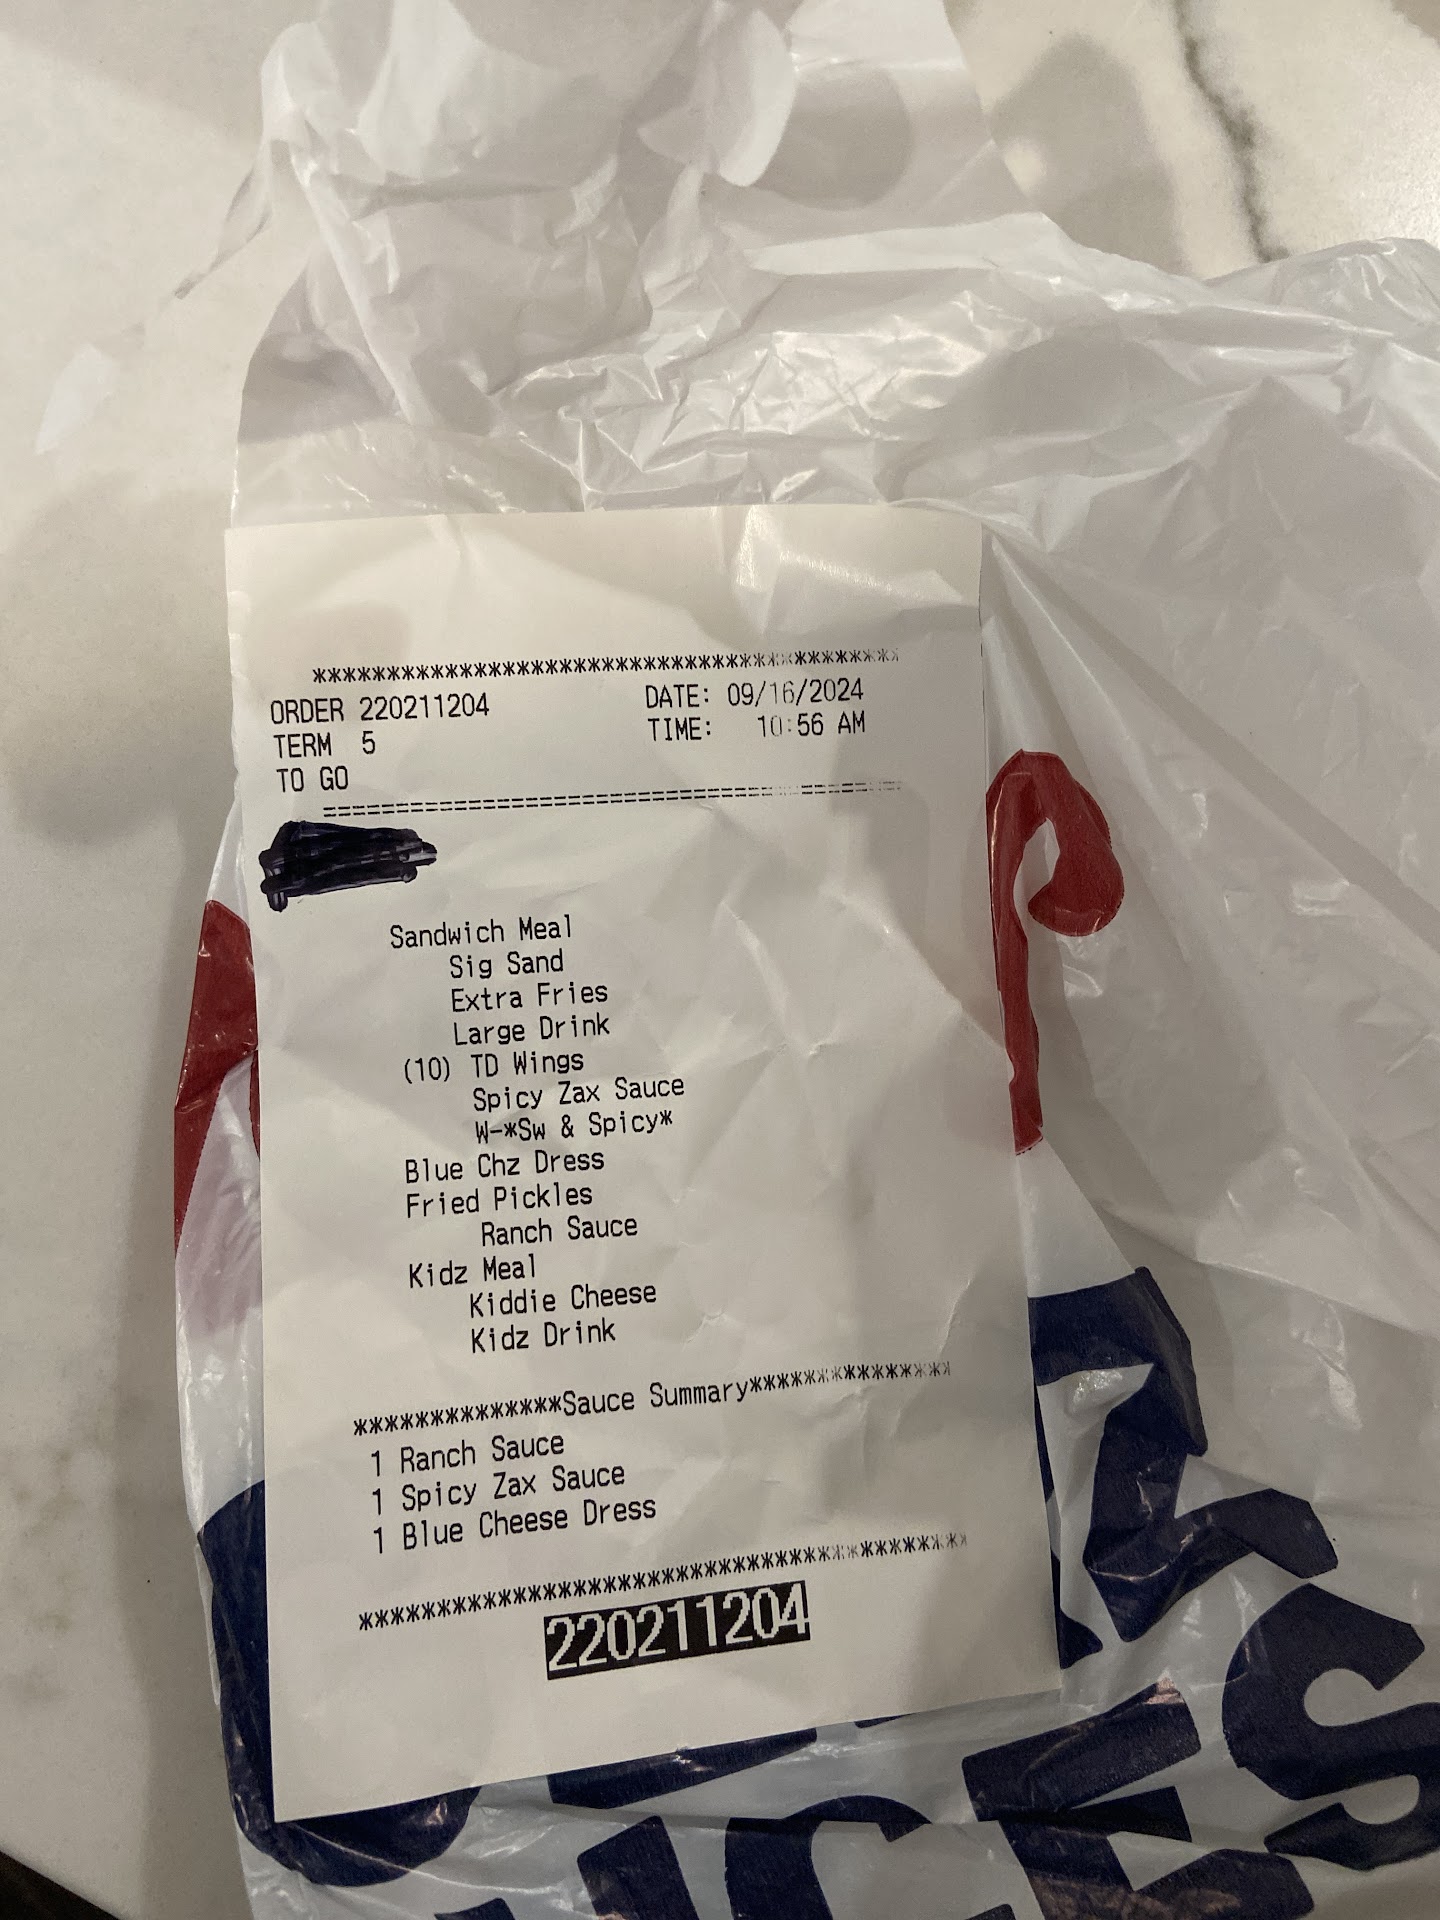 ***************************************
ORDER 220211204 DATE: 09/16/2024
TERM 5 TIME: 10:56 AM
TO GO
=======================================
Sandwich Meal
Sig Sand
Extra Fries
Large Drink
(10) TD Wings
Spicy Zax Sauce
W-*Sw & Spicy*
Blue Chz Dress
Fried Pickles
Ranch Sauce
Kidz Meal
Kiddie Cheese
Kidz Drink
**************Sauce Summary**************
1 Ranch Sauce
1 Spicy Zax Sauce
1 Blue Cheese Dress
***************************************
220211204